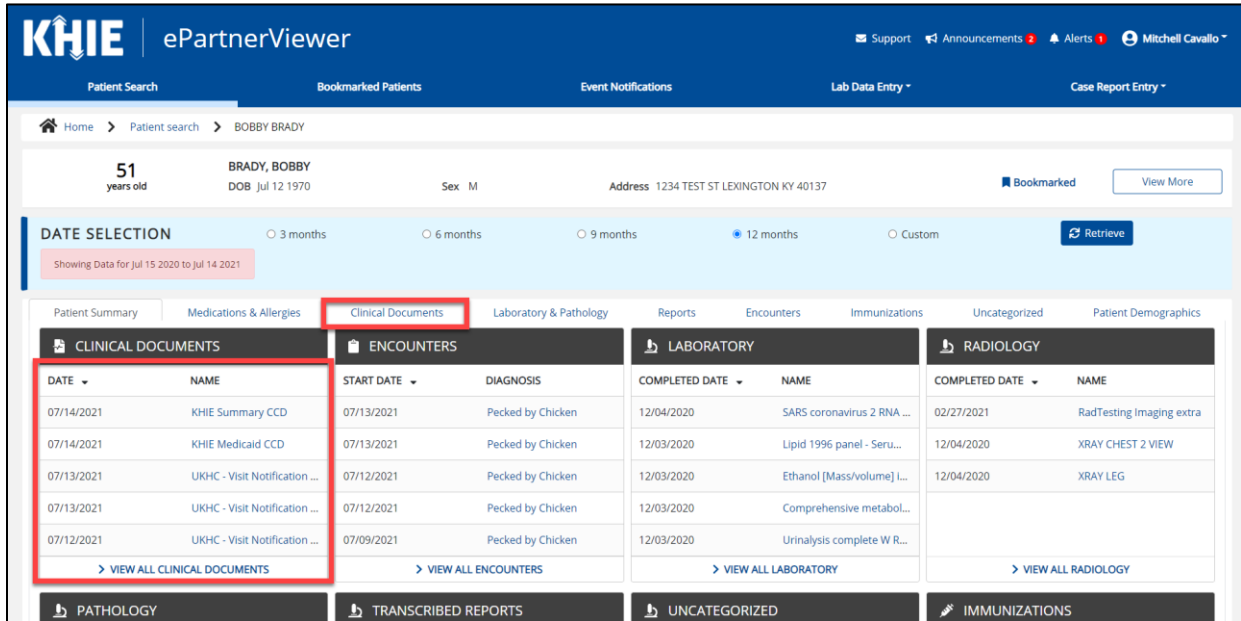 KHIE ePartnerViewer
Support Announcements 2 Alerts 1 Mitchell Cavallo
Patient Search Bookmarked Patients Event Notifications Lab Data Entry Case Report Entry
Home > Patient search > BOBBY BRADY
51 years old
BRADY, BOBBY
DOB Jul 12 1970 Sex M Address 1234 TEST ST LEXINGTON KY 40137 Bookmarked View More
DATE SELECTION 3 months 6 months 9 months 12 months Custom Retrieve
Showing Data for Jul 15 2020 to Jul 14 2021
Patient Summary Medications & Allergies Clinical Documents Laboratory & Pathology Reports Encounters Immunizations Uncategorized Patient Demographics
CLINICAL DOCUMENTS
DATE NAME
07/14/2021 KHIE Summary CCD
07/14/2021 KHIE Medicaid CCD
07/13/2021 UKHC - Visit Notification ...
07/13/2021 UKHC - Visit Notification ...
07/12/2021 UKHC - Visit Notification ...
> VIEW ALL CLINICAL DOCUMENTS
ENCOUNTERS
START DATE DIAGNOSIS
07/13/2021 Pecked by Chicken
07/13/2021 Pecked by Chicken
07/12/2021 Pecked by Chicken
07/12/2021 Pecked by Chicken
07/09/2021 Pecked by Chicken
> VIEW ALL ENCOUNTERS
LABORATORY
COMPLETED DATE NAME
12/04/2020 SARS coronavirus 2 RNA ...
12/03/2020 Lipid 1996 panel - Seru...
12/03/2020 Ethanol [Mass/volume] i...
12/03/2020 Comprehensive metabol...
12/03/2020 Urinalysis complete W R...
> VIEW ALL LABORATORY
RADIOLOGY
COMPLETED DATE NAME
02/27/2021 RadTesting Imaging extra
12/04/2020 XRAY CHEST 2 VIEW
12/04/2020 XRAY LEG
> VIEW ALL RADIOLOGY
PATHOLOGY TRANSCRIBED REPORTS UNCATEGORIZED IMMUNIZATIONS